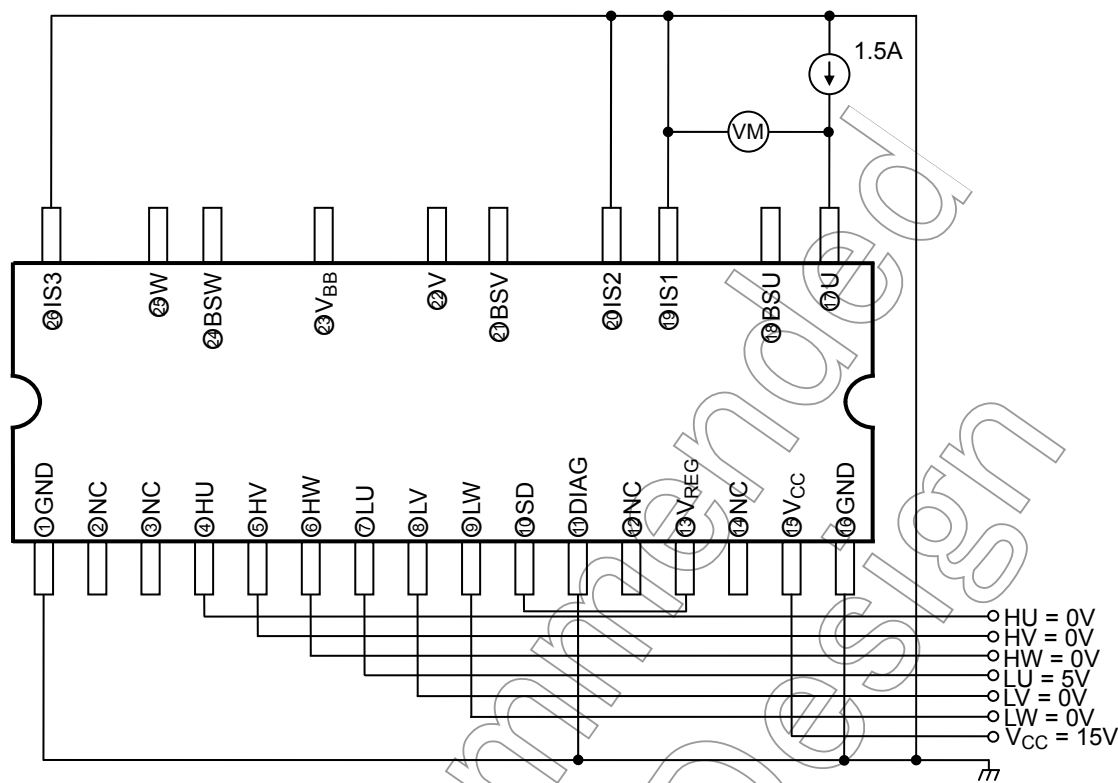 1.5A
VM
㉖IS3
㉕W
㉔BSW
㉓VBB
㉒V
㉑BSV
⑳IS2
⑲IS1
⑱BSU
⑰U
①GND
②NC
③NC
④HU
⑤HV
⑥HW
⑦LU
⑧LV
⑨LW
⑩SD
⑪DIAG
⑫NC
⑬VREG
⑭NC
⑮VCC
⑯GND
HU = 0V
HV = 0V
HW = 0V
LU = 5V
LV = 0V
LW = 0V
VCC = 15V
mmended
Design